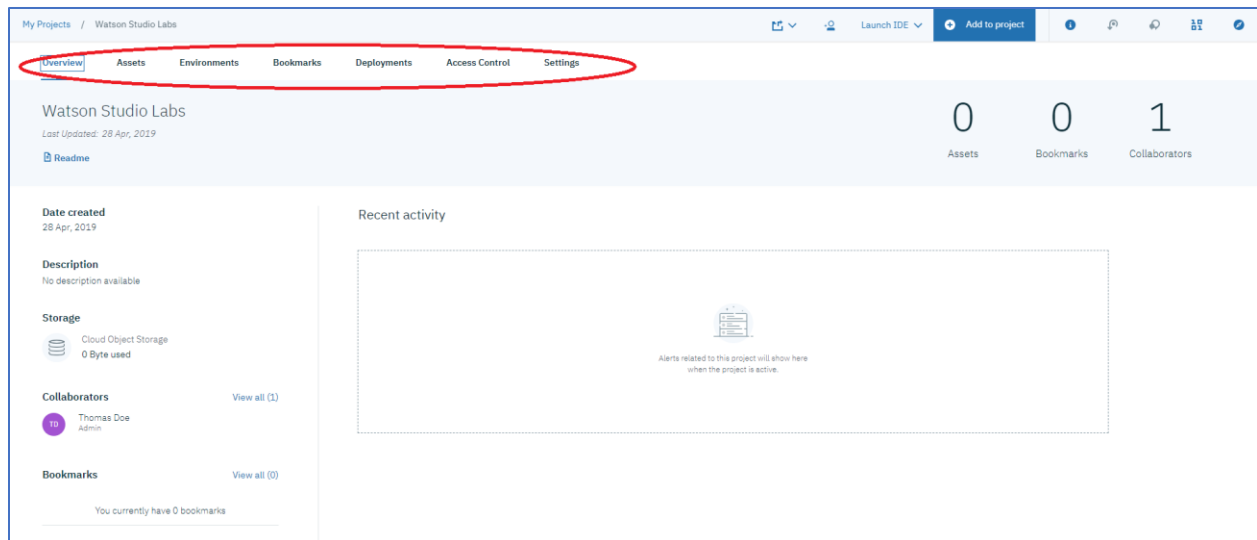 My Projects / Watson Studio Labs
Launch IDE
Add to project
Overview Assets Environments Bookmarks Deployments Access Control Settings
Watson Studio Labs
Last Updated: 28 Apr, 2019
Readme
0 0 1
Assets Bookmarks Collaborators
Date created
28 Apr, 2019
Description
No description available
Storage
Cloud Object Storage
0 Byte used
Collaborators View all (1)
TD
Thomas Doe
Admin
Bookmarks View all (0)
You currently have 0 bookmarks
Recent activity
Alerts related to this project will show here
when the project is active.